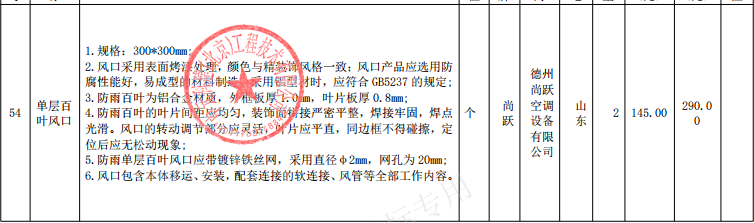 54
单层百
叶风口
1.规格: 300*300mm;
2.风口采用表面烤漆处理,颜色与精装饰风格一致;风口产品应选用防
腐性能好,易成型的材料制造,采用铝型材时,应符合GB5237的规定;
3.防雨百叶为铝合金材质,外框板厚1.0mm,叶片板厚0.8mm;
4.防雨百叶的叶片间距应均匀,装饰面拼接严密平整,焊接牢固,焊点
光滑。风口的转动调节部分应灵活,叶片应平直,同边框不得碰擦,定
位后应无松动现象;
5.防雨单层百叶风口应带镀锌铁丝网,采用直径φ2mm,网孔为20mm;
6.风口包含本体移运、安装,配套连接的软连接、风管等全部工作内容。
个
尚
跃
德州
尚跃
空调
设备
有限
公司
山
东
2
145.00
290.0
0